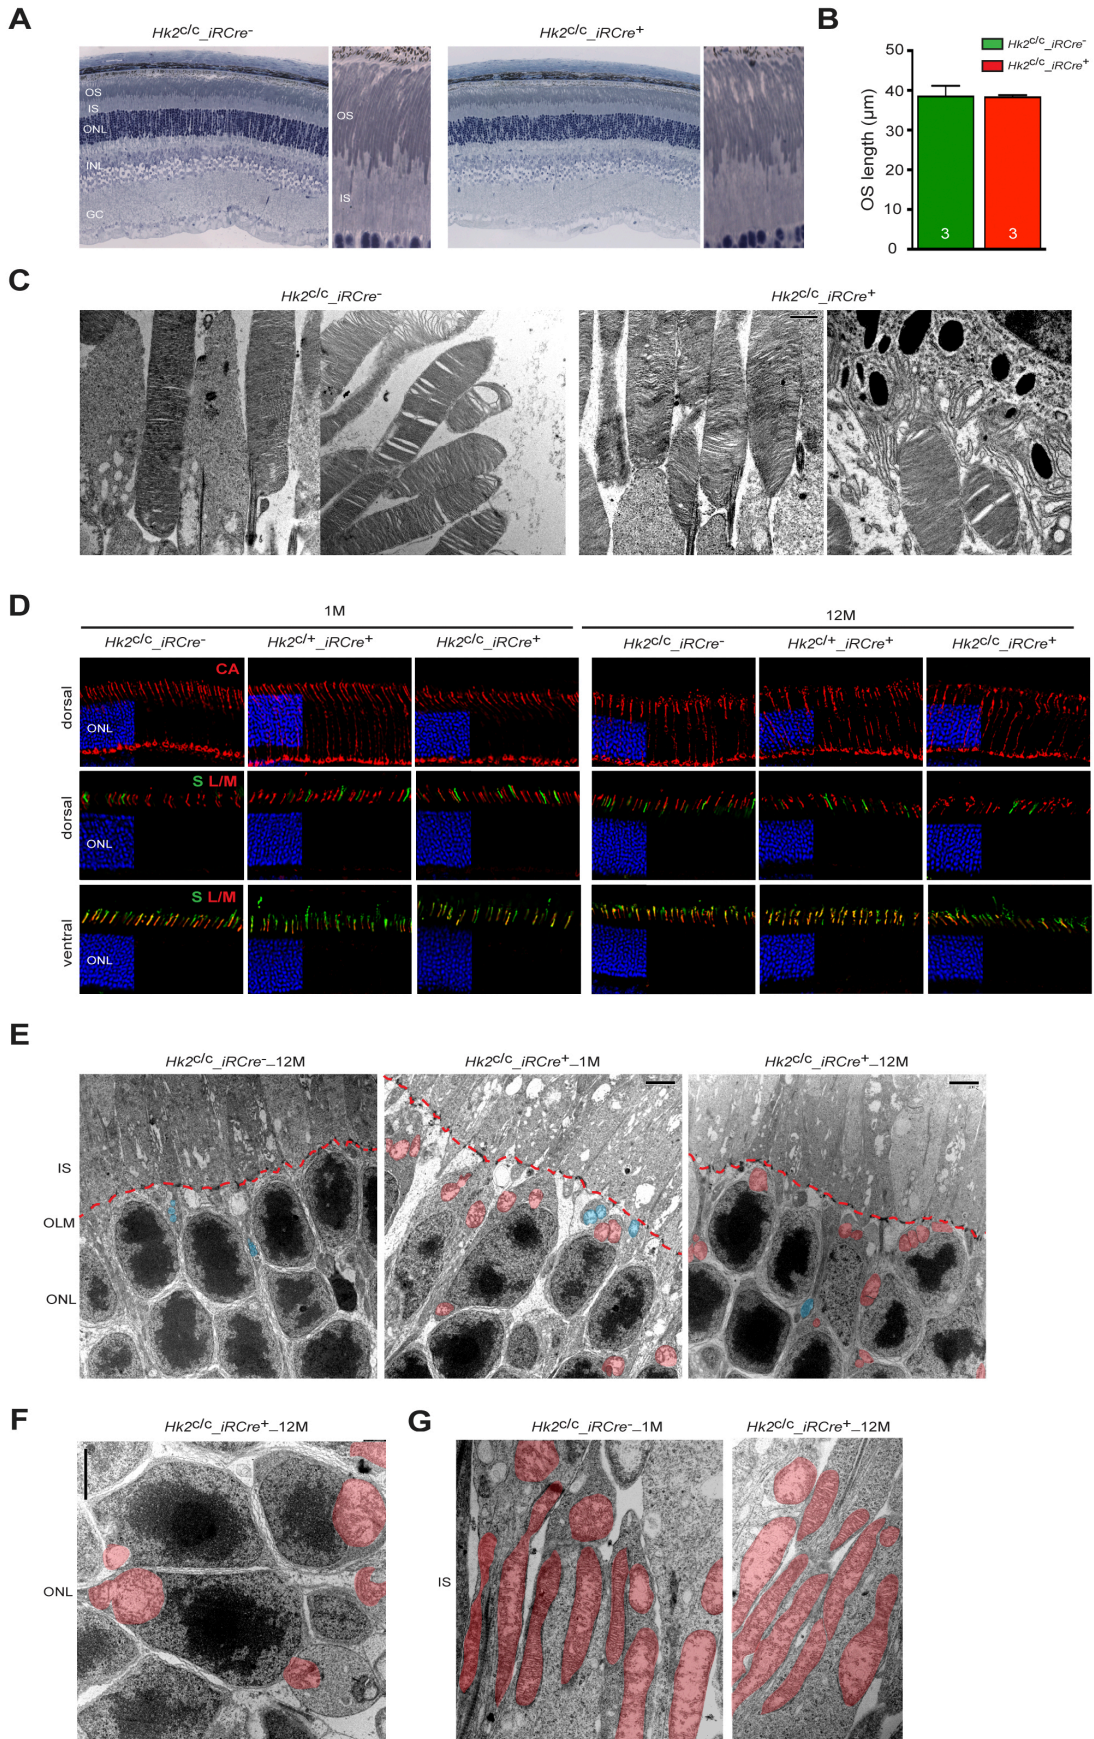 A
Hk2c/c_iRCre-
Hk2c/c_iRCre+
OS
IS
ONL
INL
GC
OS
IS
B
Hk2c/c_iRCre-
Hk2c/c_iRCre+
OS length (μm)
50
40
30
20
10
0
3
3
C
Hk2c/c_iRCre-
Hk2c/c_iRCre+
D
1M
12M
Hk2c/c_iRCre-
Hk2c/+_iRCre+
Hk2c/c_iRCre+
Hk2c/c_iRCre-
Hk2c/+_iRCre+
Hk2c/c_iRCre+
dorsal
CA
ONL
dorsal
S L/M
ONL
ventral
S L/M
ONL
E
Hk2c/c_iRCre-_12M
Hk2c/c_iRCre+_1M
Hk2c/c_iRCre+_12M
IS
OLM
ONL
F
Hk2c/c_iRCre+_12M
ONL
G
Hk2c/c_iRCre-_1M
Hk2c/c_iRCre+_12M
IS